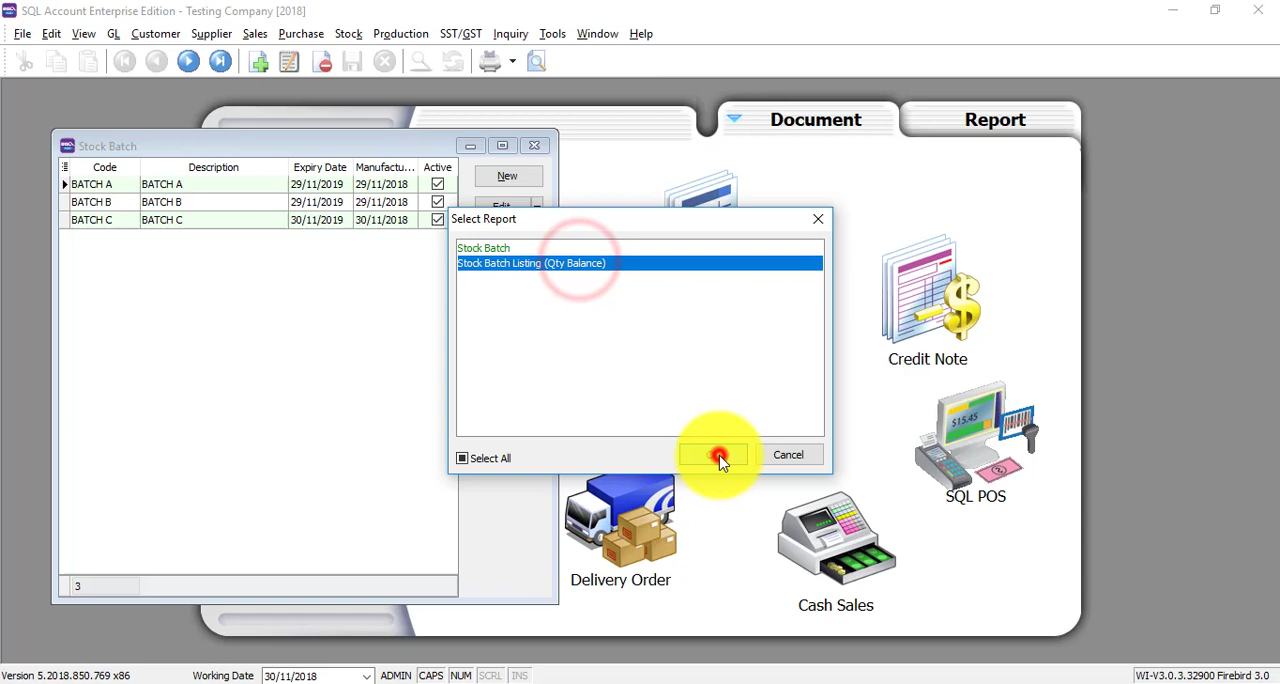 SQL Account Enterprise Edition - Testing Company [2018]
File Edit View GL Customer Supplier Sales Purchase Stock Production SST/GST Inquiry Tools Window Help
Document
Report
Stock Batch
Code Description Expiry Date Manufactu... Active
BATCH A BATCH A 29/11/2019 29/11/2018
BATCH B BATCH B 29/11/2019 29/11/2018
BATCH C BATCH C 30/11/2019 30/11/2018
3
New
Edit
Select Report
Stock Batch
Stock Batch Listing (Qty Balance)
Select All
Cancel
Credit Note
$15.45
SQL POS
Delivery Order
Cash Sales
Version 5.2018.850.769 x86 Working Date 30/11/2018 ADMIN CAPS NUM SCRL INS WI-V3.0.3.32900 Firebird 3.0